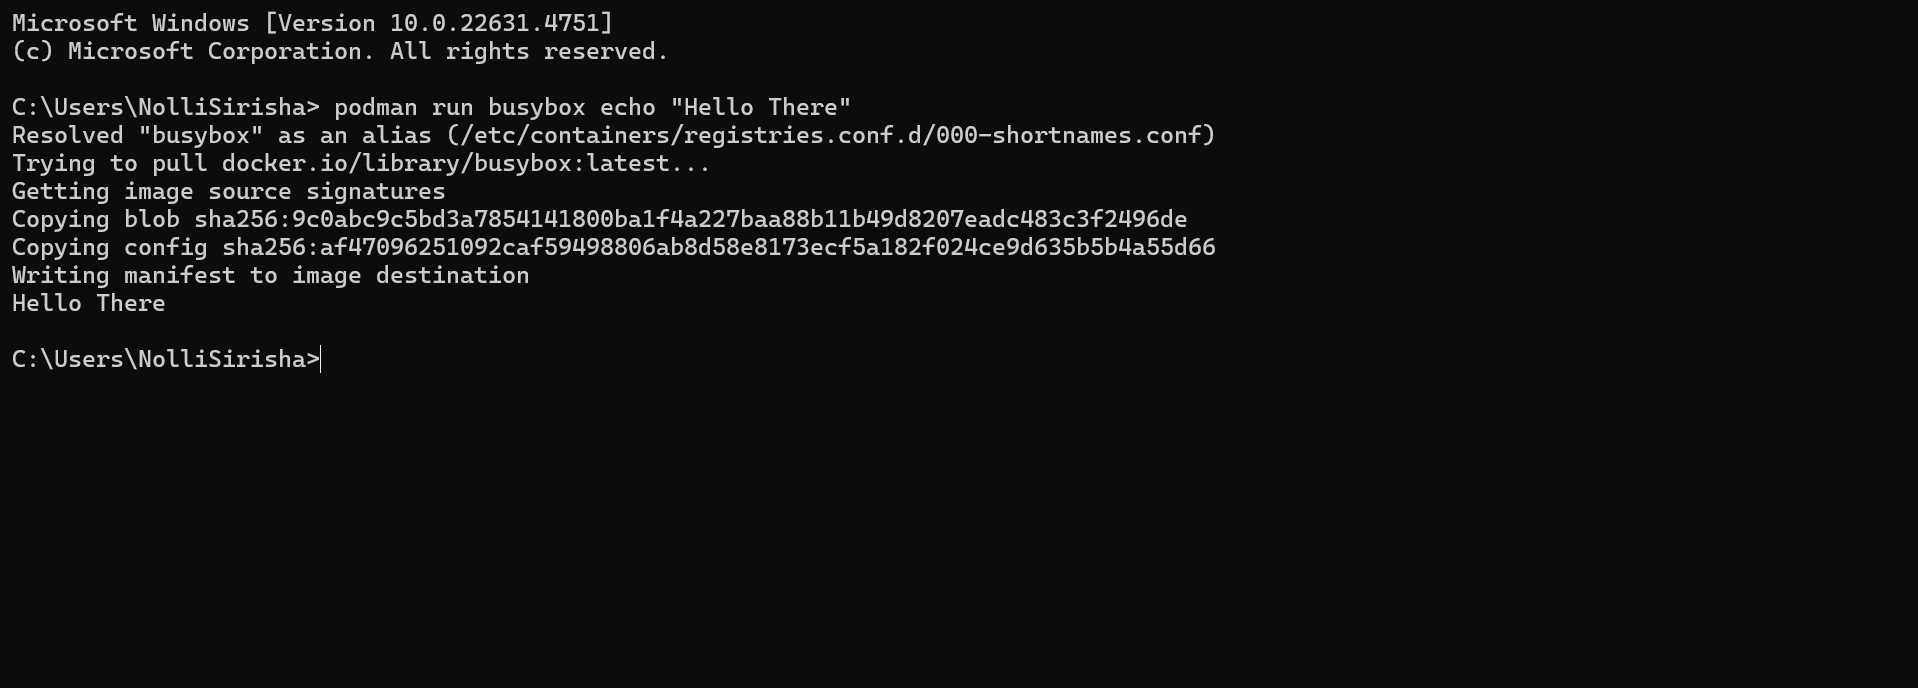 Microsoft Windows [Version 10.0.22631.4751]
(c) Microsoft Corporation. All rights reserved.
C:\Users\NolliSirisha> podman run busybox echo "Hello There"
Resolved "busybox" as an alias (/etc/containers/registries.conf.d/000-shortnames.conf)
Trying to pull docker.io/library/busybox:latest...
Getting image source signatures
Copying blob sha256:9c0abc9c5bd3a7854141800ba1f4a227baa88b11b49d8207eadc483c3f2496de
Copying config sha256:af47096251092caf59498806ab8d58e8173ecf5a182f024ce9d635b5b4a55d66
Writing manifest to image destination
Hello There
C:\Users\NolliSirisha>